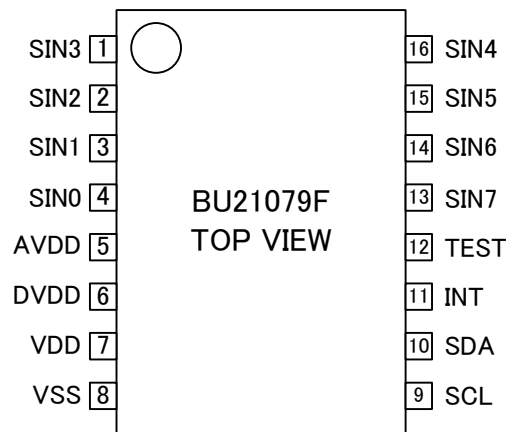 SIN3 1 16 SIN4
SIN2 2 15 SIN5
SIN1 3 14 SIN6
SIN0 4 13 SIN7
BU21079F
TOP VIEW
AVDD 5 12 TEST
DVDD 6 11 INT
VDD 7 10 SDA
VSS 8 9 SCL